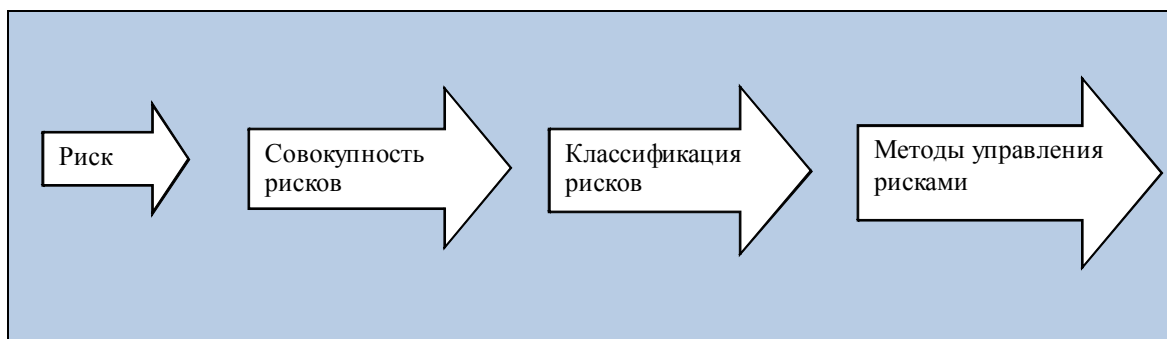 Риск
Совокупность
рисков
Классификация
рисков
Методы управления
рисками